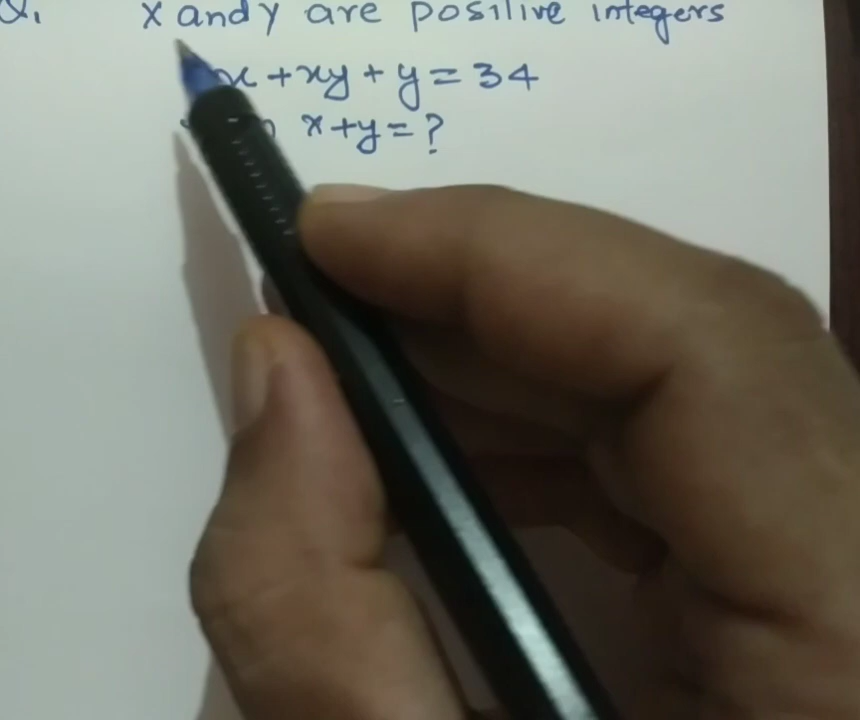 Q. x and y are positive integers
x + xy + y = 34
x + y = ?